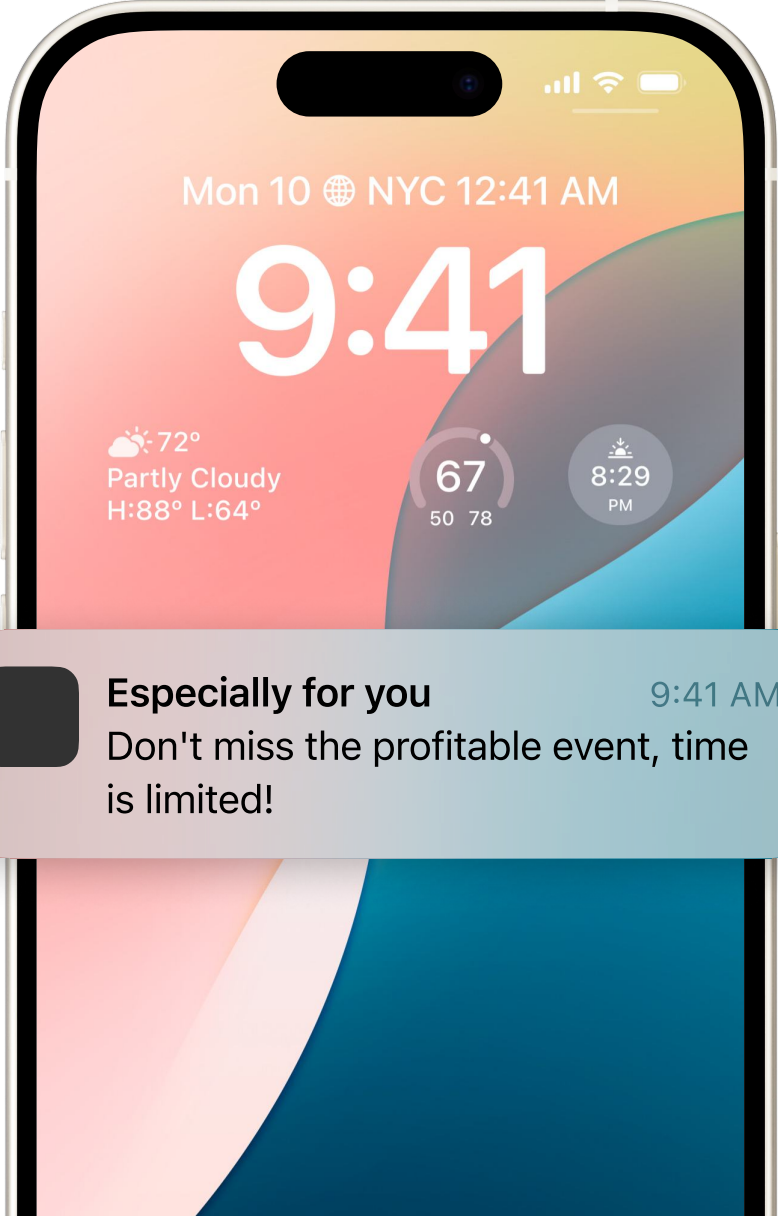 Mon 10 NYC 12:41 AM
9:41
72°
Partly Cloudy
H:88° L:64°
67
50 78
8:29
PM
Especially for you
9:41 AM
Don't miss the profitable event, time
is limited!